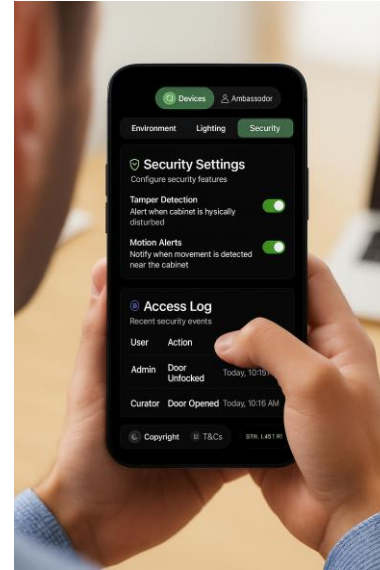 Devices Ambassodor
Environment Lighting Security
Security Settings
Configure security features
Tamper
Detection
Alert when cabinet is hysically
disturbed
Motion Alerts
Notify when movement is detected
near the cabinet
Access Log
Recent security events
User Action
Admin Door Unlocked Today, 10:15
Curator Door Opened Today, 10:16 AM
Copyright T&Cs